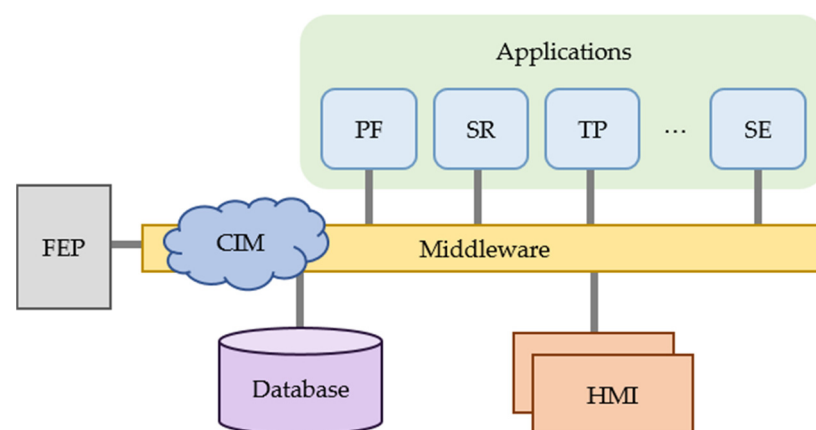 Applications
PF
SR
TP
...
SE
FEP
CIM
Middleware
Database
HMI